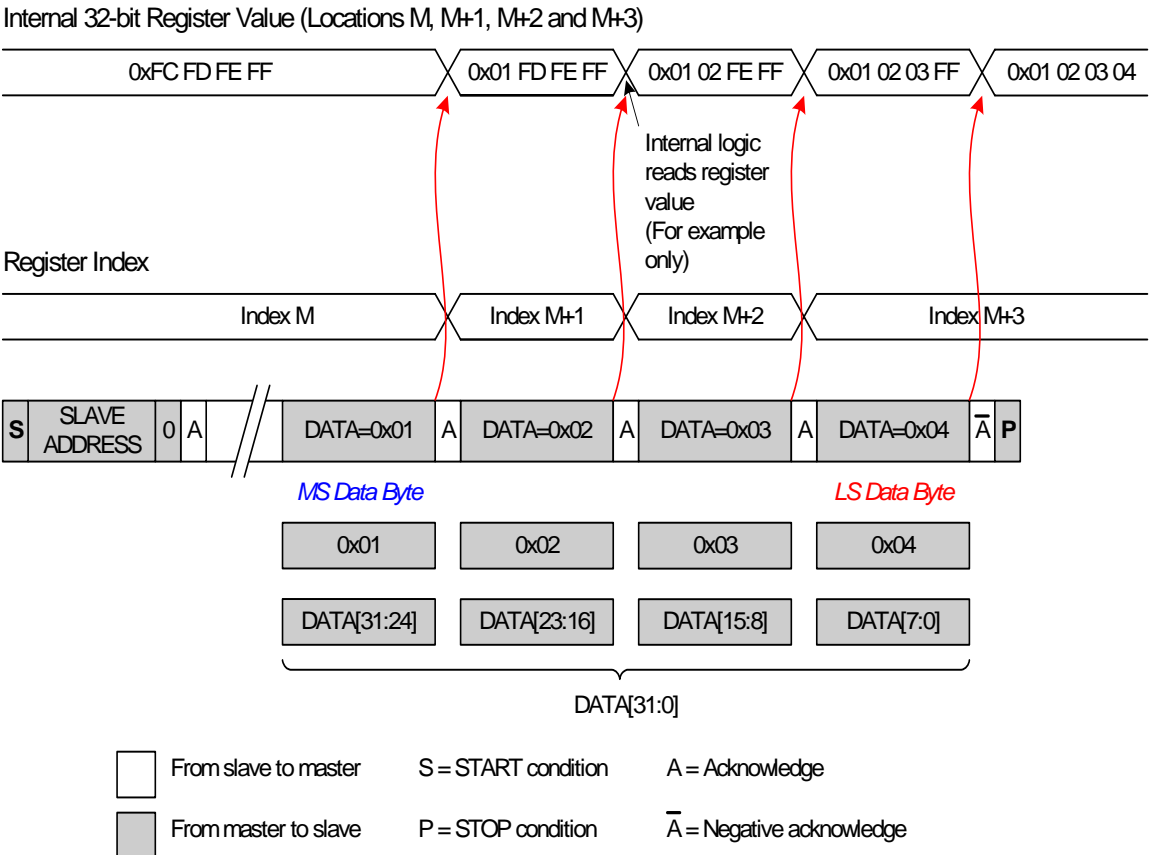 Internal 32-bit Register Value (Locations M, M+1, M+2 and M+3)
0xFC FD FE FF 0x01 FD FE FF 0x01 02 FE FF 0x01 02 03 FF 0x01 02 03 04
Internal logic
reads register
value
(For example
only)
Register Index
Index M Index M+1 Index M+2 Index M+3
S SLAVE ADDRESS 0 A DATA=0x01 A DATA=0x02 A DATA=0x03 A DATA=0x04 A̅ P
MS Data Byte LS Data Byte
0x01 0x02 0x03 0x04
DATA[31:24] DATA[23:16] DATA[15:8] DATA[7:0]
DATA[31:0]
From slave to master S = START condition A = Acknowledge
From master to slave P = STOP condition A̅ = Negative acknowledge